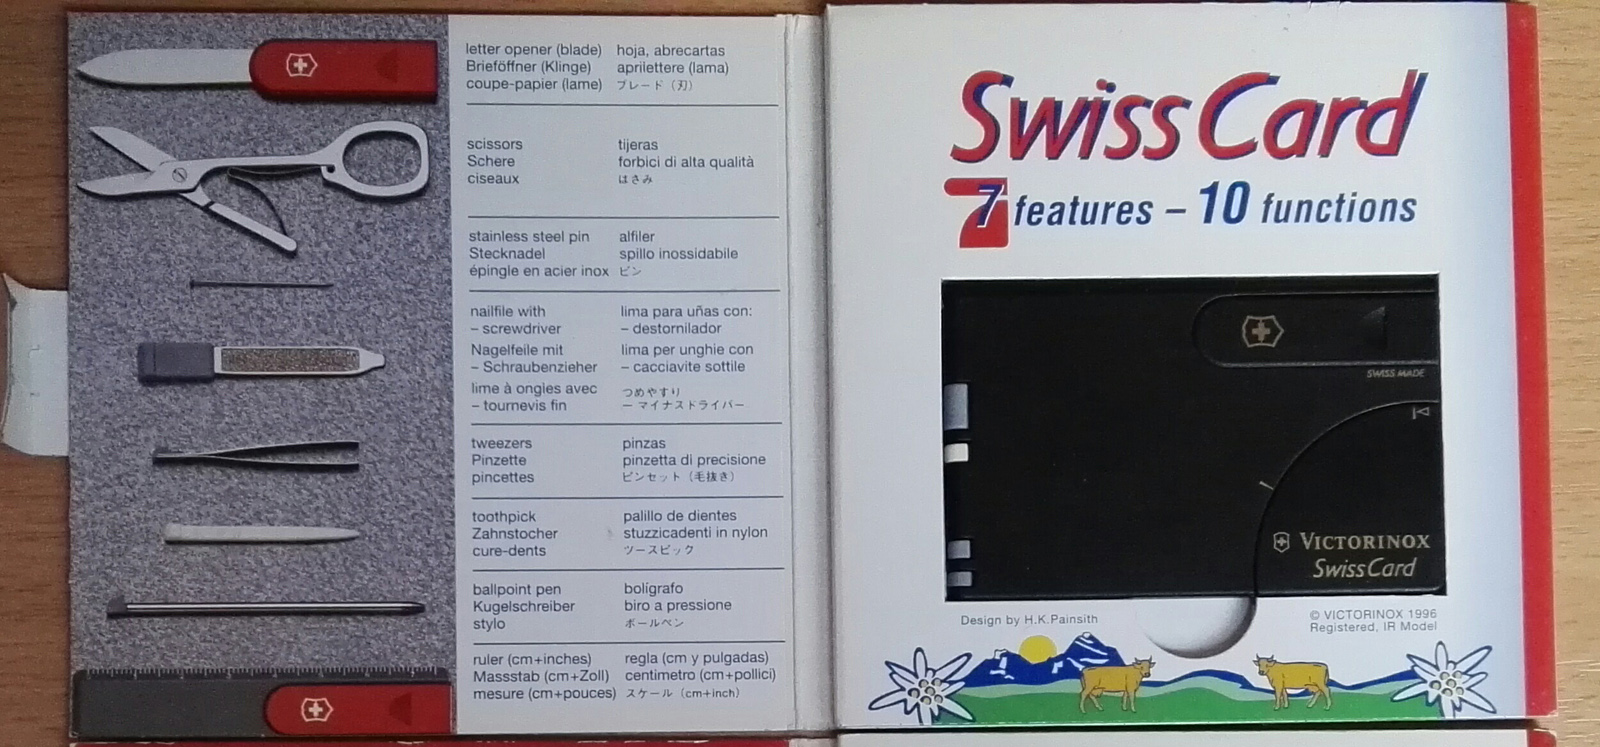 letter opener (blade)
Brieföffner (Klinge)
coupe-papier (lame)
hoja, abrecartas
aprilettere (lama)
ブレード（刃）
scissors
Schere
ciseaux
tijeras
forbici di alta qualità
はさみ
stainless steel pin
Stecknadel
épingle en acier inox
alfiler
spillo inossidabile
ピン
nailfile with
– screwdriver
Nagelfeile mit
– Schraubenzieher
lime à ongles avec
– tournevis fin
lima para uñas con:
– destornilador
lima per unghie con
– cacciavite sottile
つめやすり
ー マイナスドライバー
tweezers
Pinzette
pincettes
pinzas
pinzetta di precisione
ピンセット（毛抜き）
toothpick
Zahnstocher
cure-dents
palillo de dientes
stuzzicadenti in nylon
ツースピック
ballpoint pen
Kugelschreiber
stylo
bolígrafo
biro a pressione
ボールペン
ruler (cm+inches)
Massstab (cm+Zoll)
mesure (cm+pouces)
regla (cm y pulgadas)
centimetro (cm+pollici)
スケール（cm+inch）
Swiss Card
7 features – 10 functions
SWISS MADE
VICTORINOX
SwissCard
Design by H.K.Painsith
© VICTORINOX 1996
Registered, IR Model